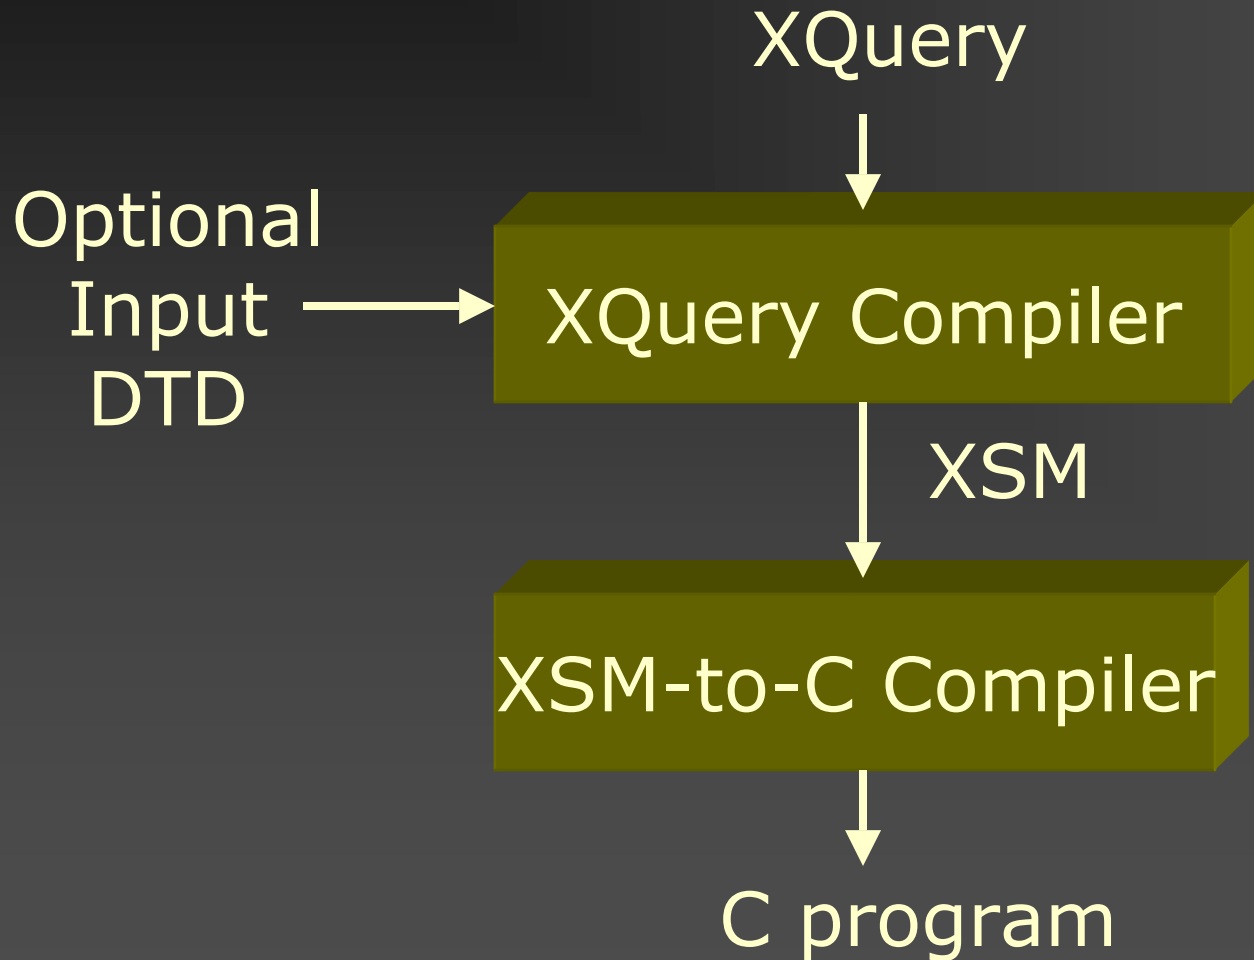 XQuery
Optional
Input
DTD
XQuery Compiler
XSM
XSM-to-C Compiler
C program